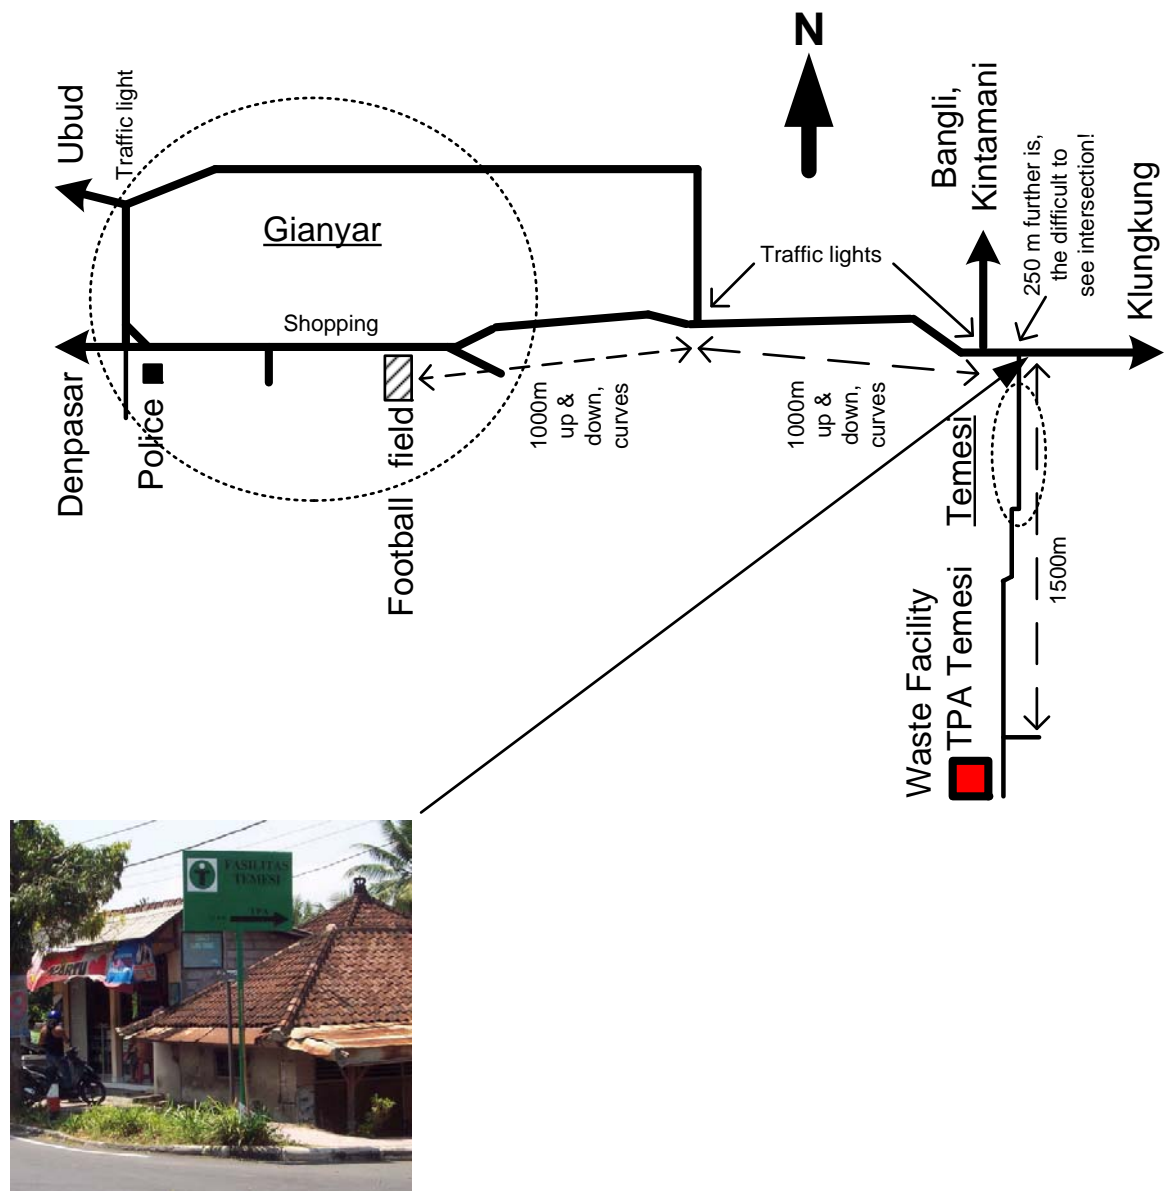 N
Ubud
Traffic light
Gianyar
Shopping
Denpasar
Police
Football field
1000m
up &
down,
curves
Traffic lights
1000m
up &
down,
curves
Bangli,
Kintamani
250 m further is,
the difficult to
see intersection!
Klungkung
Temesi
1500m
Waste Facility
TPA Temesi
FASILITAS
TEMESI
TPA
KARTU